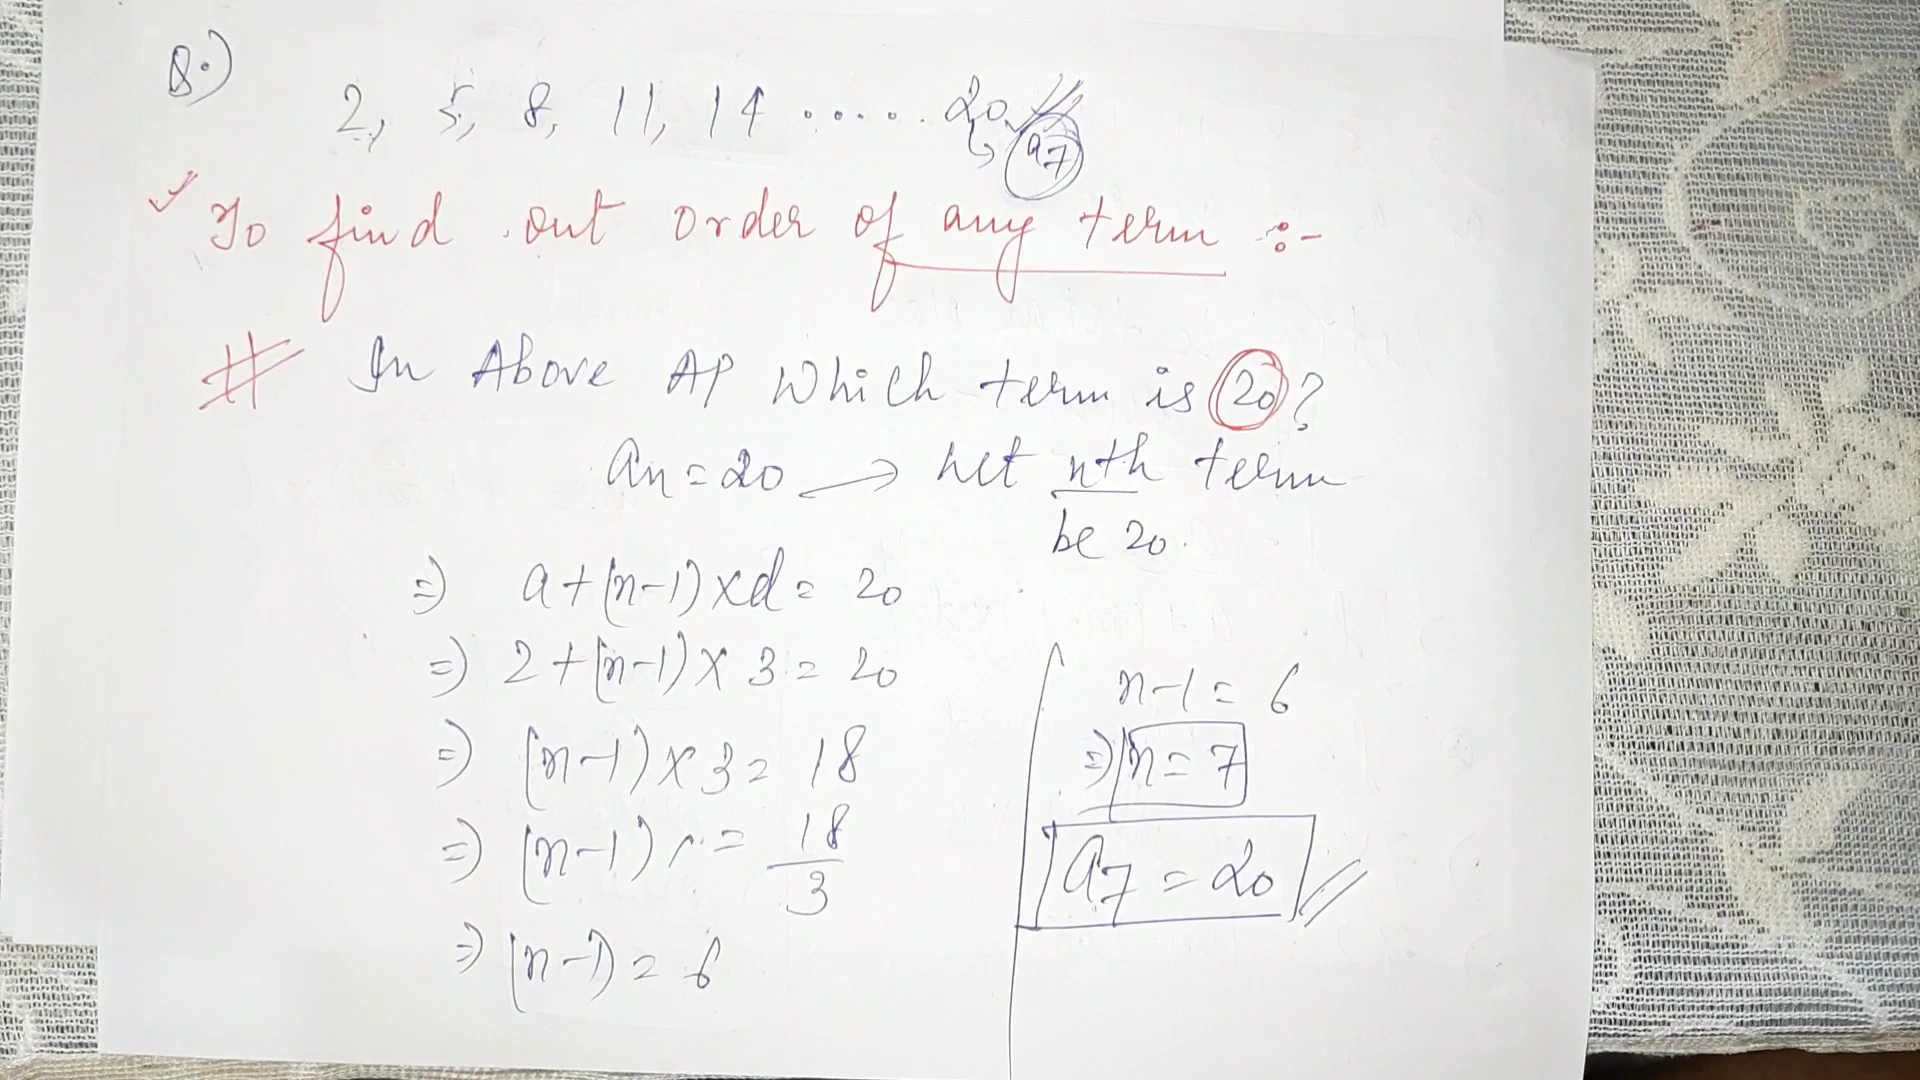 Q.)
2, 5, 8, 11, 14 ..... 20
a7
To find out order of any term :-
# In Above AP Which term is 20?
an = 20 → Let nth term
be 20.
⇒ a+(n-1)×d = 20
⇒ 2+(n-1)×3 = 20
⇒ (n-1)×3 = 18
⇒ (n-1) = 18/3
⇒ (n-1) = 6
n-1 = 6
⇒ n = 7
a7 = 20